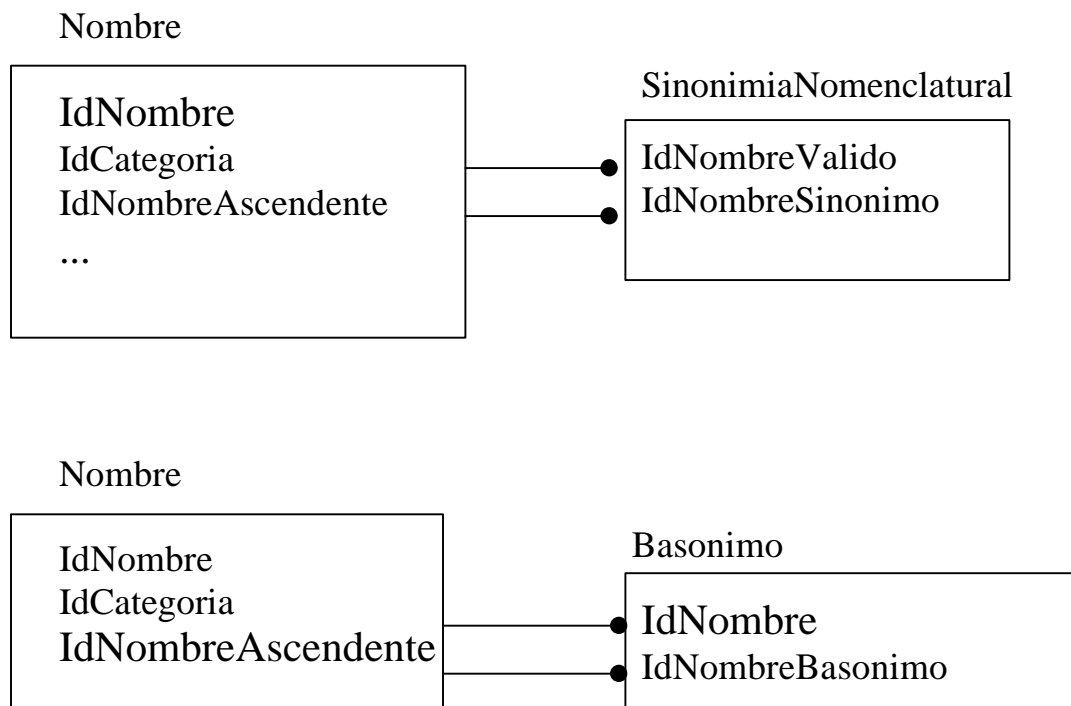 Nombre
IdNombre
IdCategoria
IdNombreAscendente
...
SinonimiaNomenclatural
IdNombreValido
IdNombreSinonimo
Nombre
IdNombre
IdCategoria
IdNombreAscendente
Basonimo
IdNombre
IdNombreBasonimo